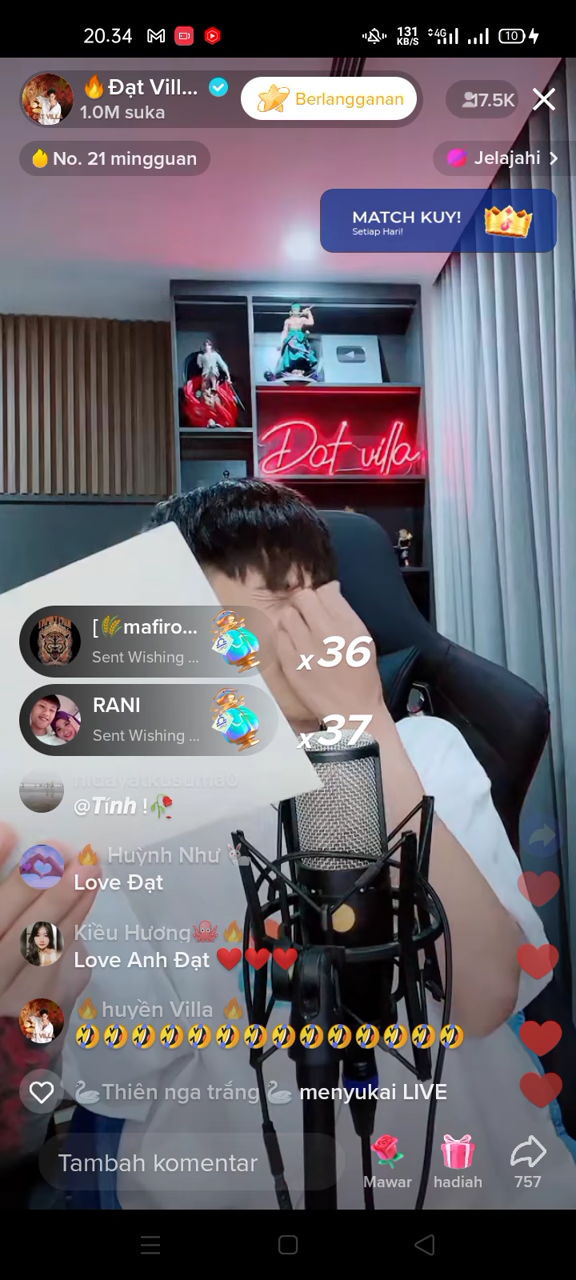 20.34
131
KB/S
4G
10
🔥Đạt Vill...
1.0M suka
Berlangganan
17.5K
No. 21 mingguan
Jelajahi
MATCH KUY!
Setiap Hari!
Dat villa
[🌾mafiro...
Sent Wishing ...
x36
RANI
Sent Wishing ...
x37
@Tính !🥀
🔥 Huỳnh Như
Love Đạt
Kiều Hương🐙🔥
Love Anh Đạt ❤️❤️❤️
🔥huyền Villa 🔥
🤣🤣🤣🤣🤣🤣🤣🤣🤣🤣🤣🤣🤣🤣
🦢Thiên nga trắng 🦢 menyukai LIVE
Tambah komentar
Mawar
hadiah
757